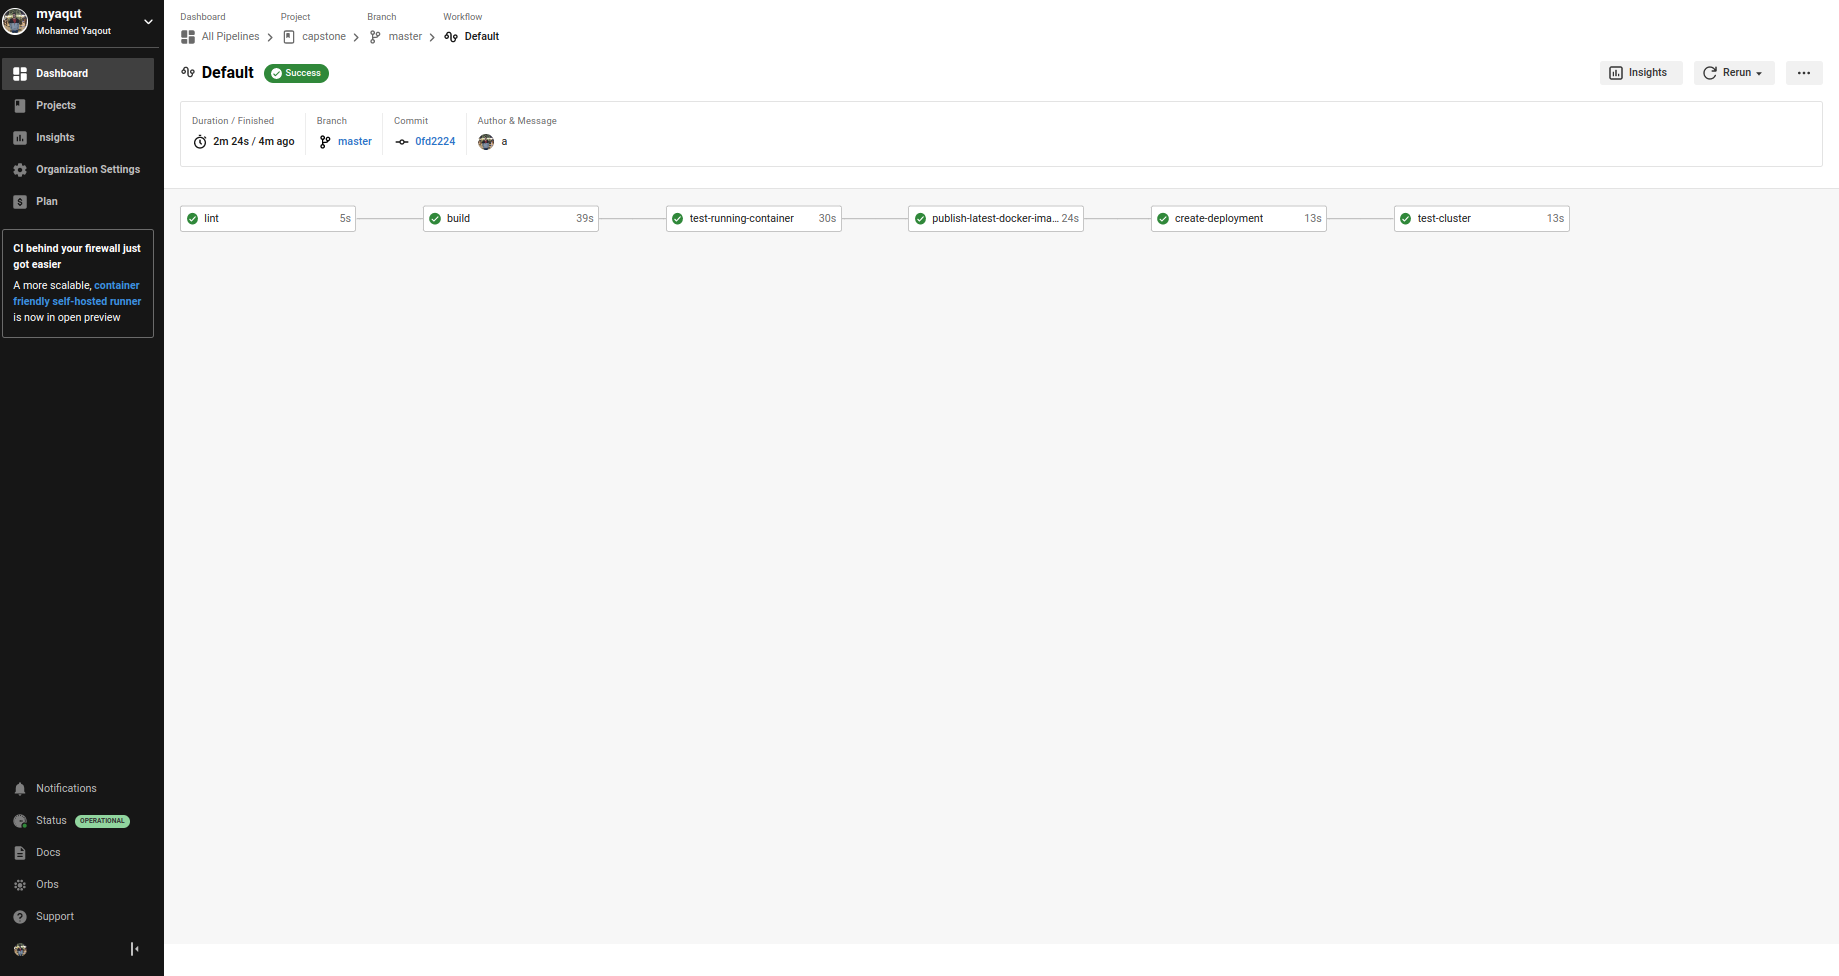 myaqut
Mohamed Yaqout
Dashboard
Projects
Insights
Organization Settings
Plan
CI behind your firewall just
got easier
A more scalable, container
friendly self-hosted runner
is now in open preview
Notifications
Status OPERATIONAL
Docs
Orbs
Support
Dashboard Project Branch Workflow
All Pipelines capstone master Default
Default Success
Insights Rerun
Duration / Finished Branch Commit Author & Message
2m 24s / 4m ago master 0fd2224 a
lint 5s build 39s test-running-container 30s publish-latest-docker-ima... 24s create-deployment 13s test-cluster 13s